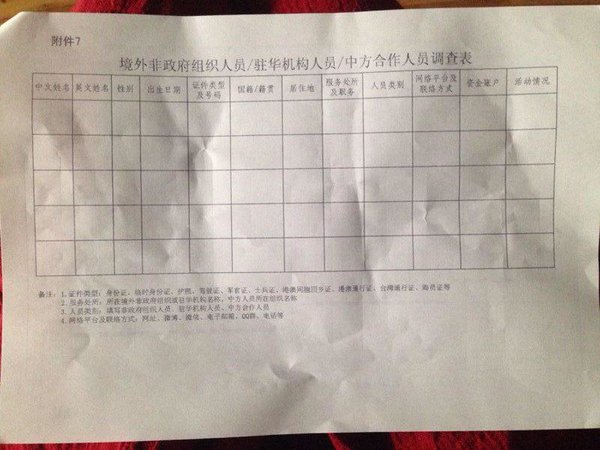 附件7
境外非政府组织人员/驻华机构人员/中方合作人员调查表
中文姓名 英文姓名 性别 出生日期 证件类型及号码 国籍/籍贯 居住地 服务处所及职务 人员类别 网络平台及联络方式 资金账户 活动情况
备注：1.证件类型：身份证、临时身份证、护照、驾驶证、军官证、士兵证、港澳同胞回乡证、港澳通行证、台湾通行证、海员证等
2.服务处所：所在境外非政府组织或驻华机构名称，中方人员所在组织名称
3.人员类别：填写非政府组织人员、驻华机构人员、中方合作人员
4.网络平台及联络方式：网址、微博、微信、电子邮箱、QQ群、电话等